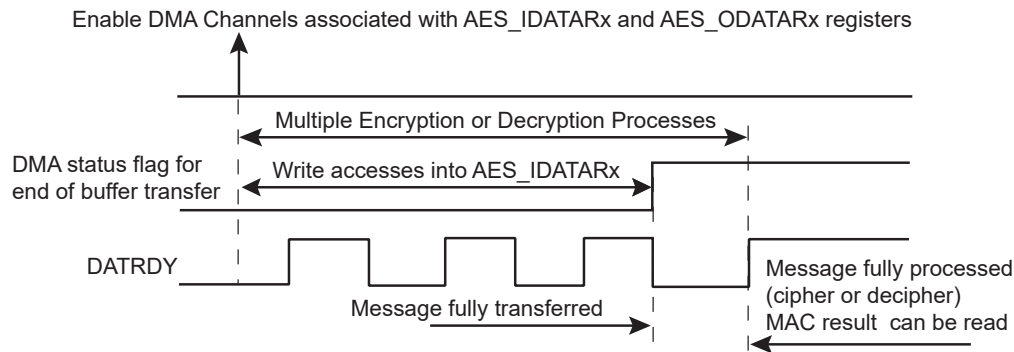 Enable DMA Channels associated with AES_IDATARx and AES_ODATARx registers
Multiple Encryption or Decryption Processes
DMA status flag for
end of buffer transfer
Write accesses into AES_IDATARx
DATRDY
Message fully transferred
Message fully processed
(cipher or decipher)
MAC result can be read